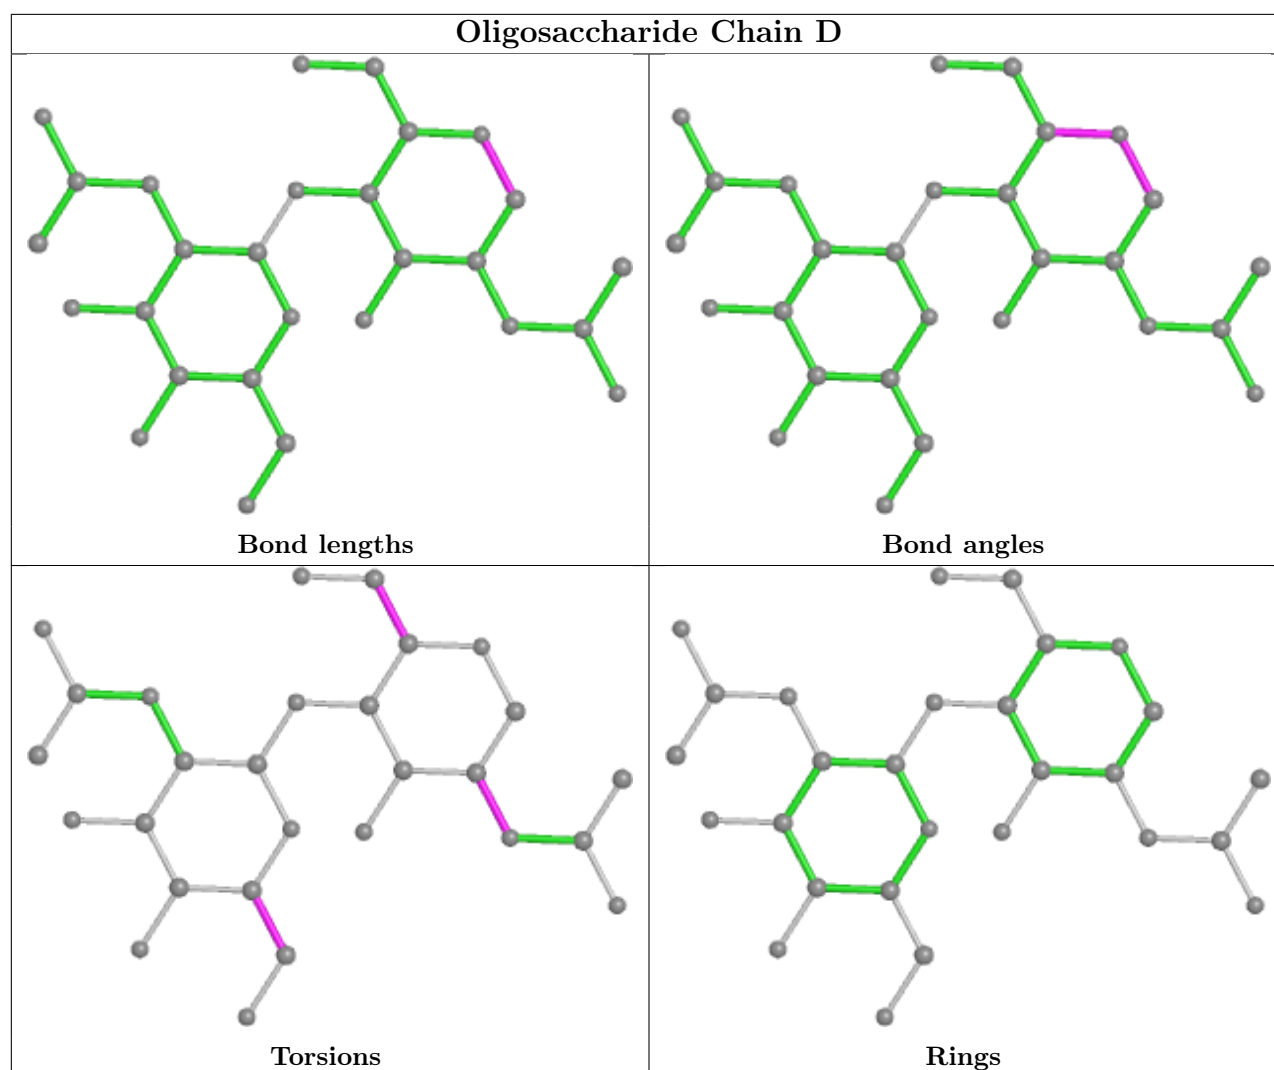 Oligosaccharide Chain D
Bond lengths
Bond angles
Torsions
Rings